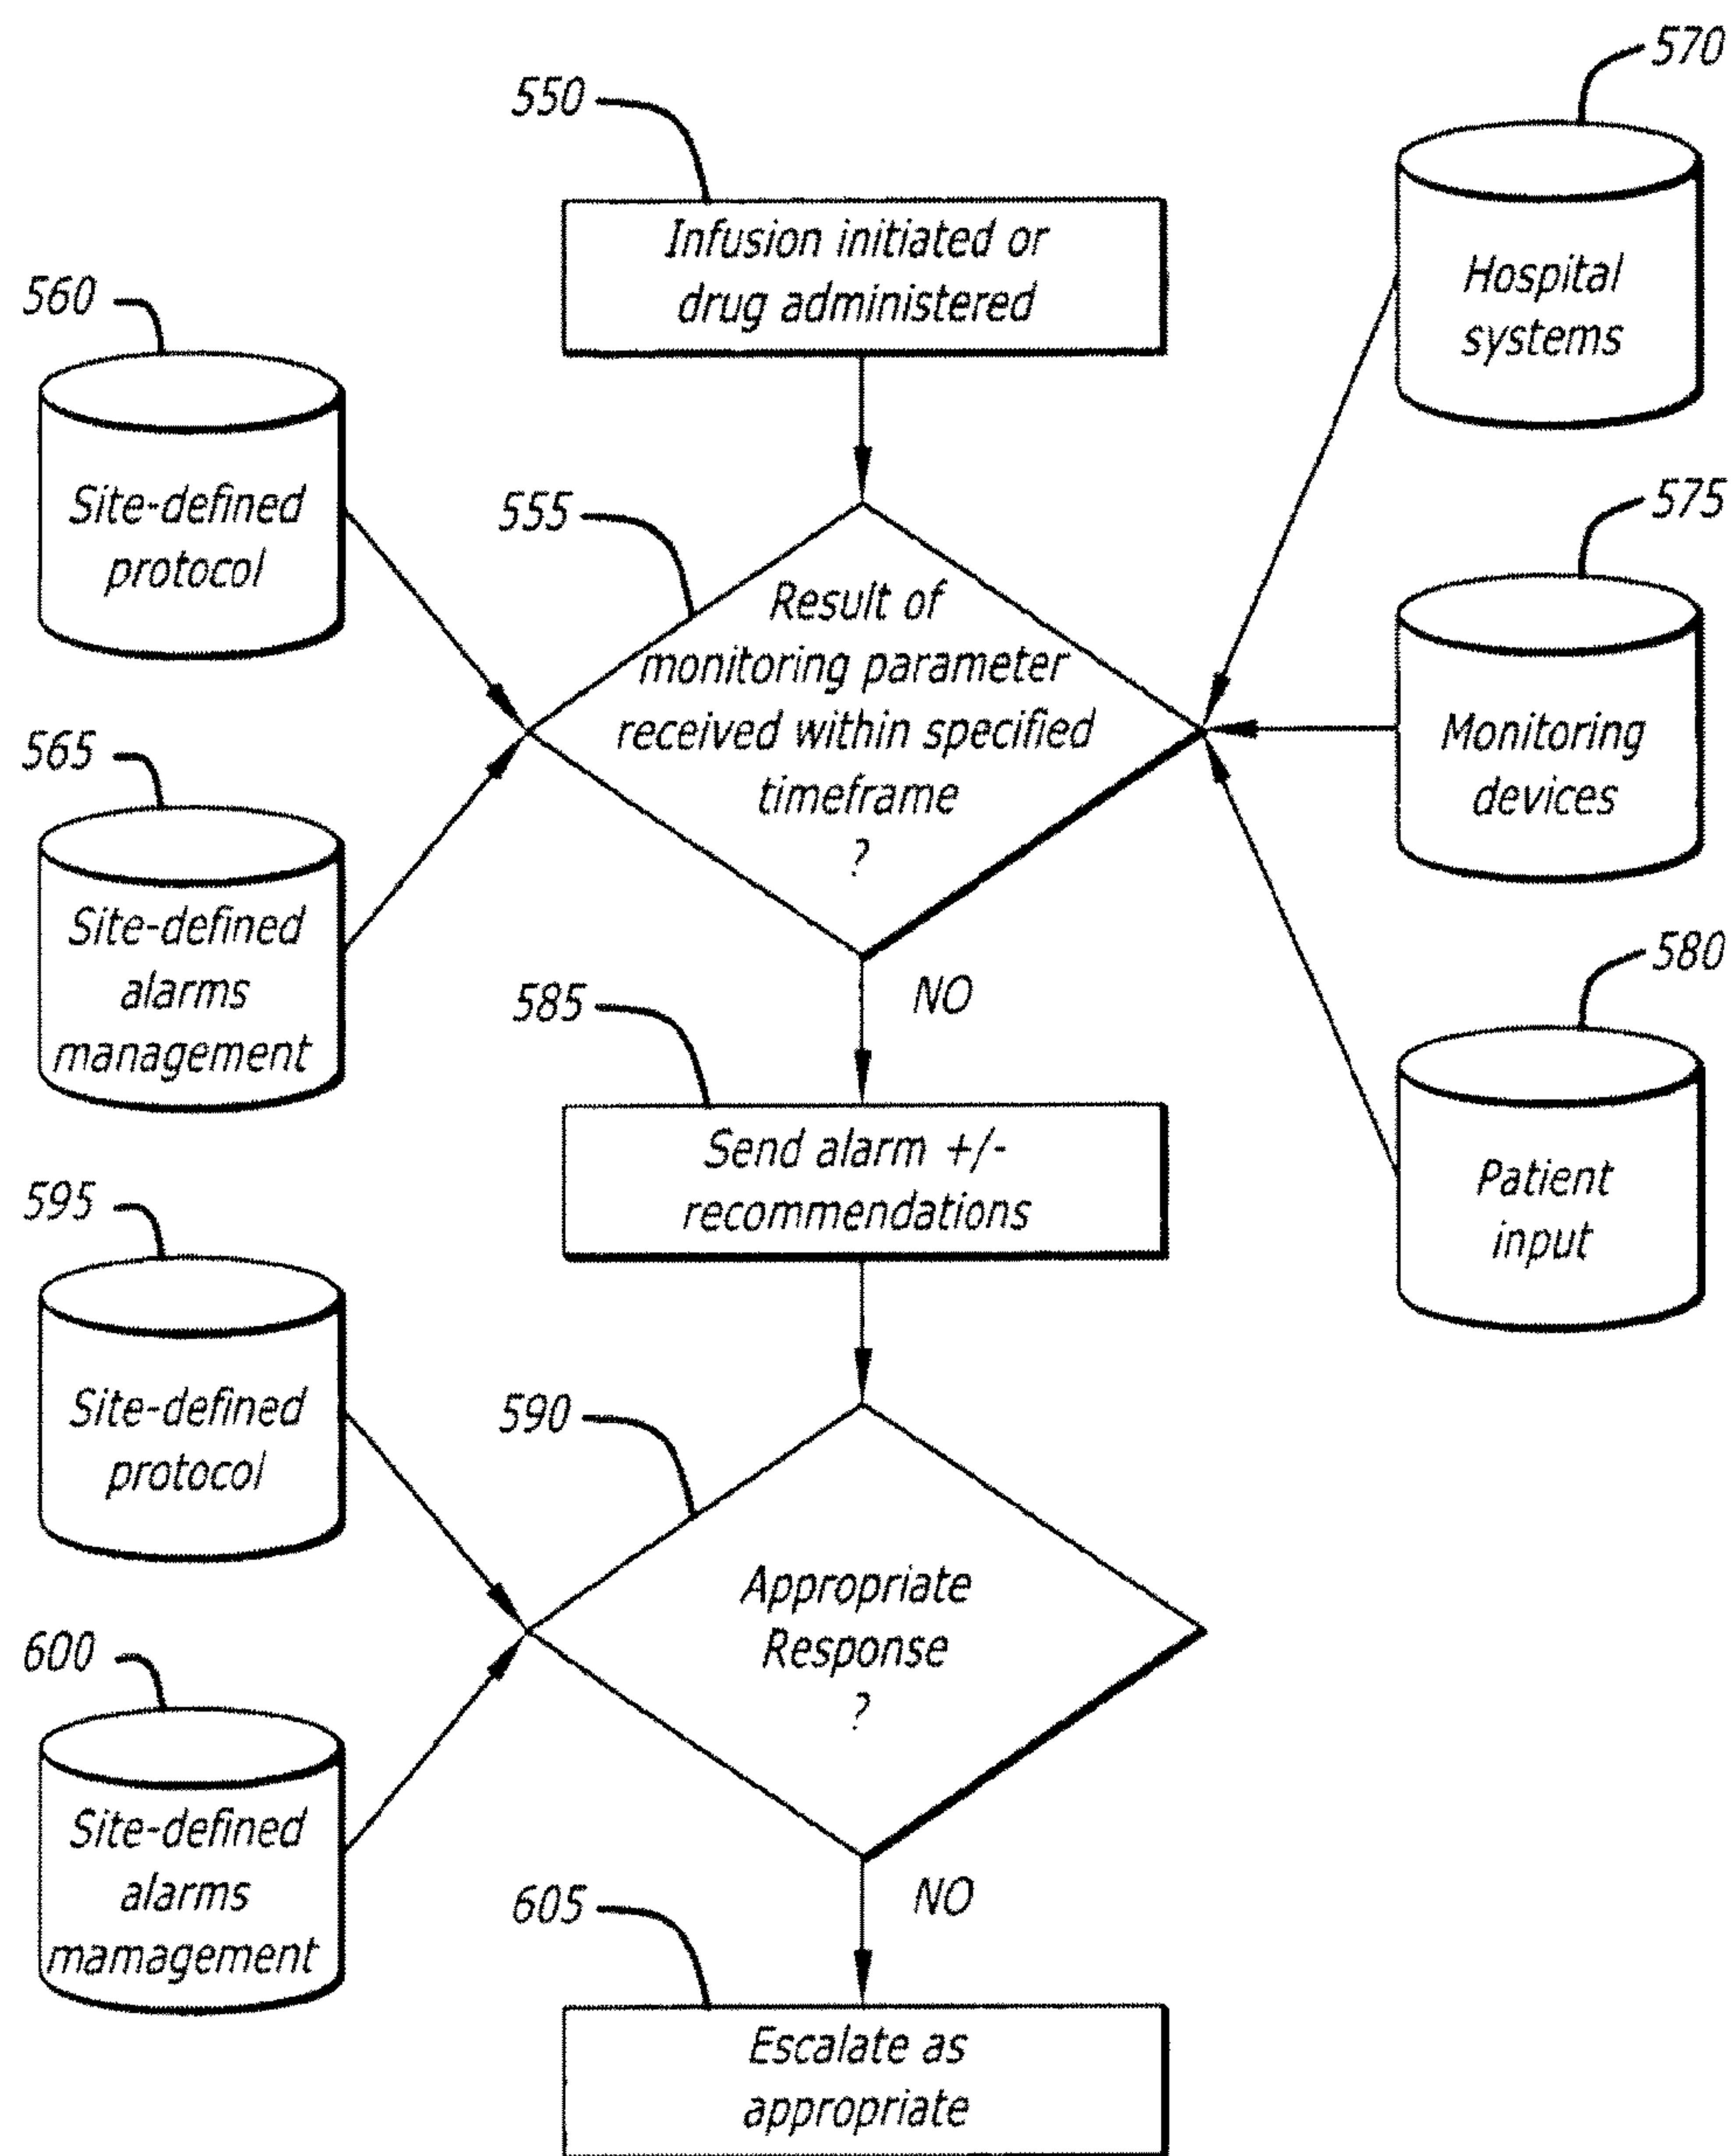 570
550
Infusion initiated or
drug administered
Hospital
systems
560
Site-defined
protocol
555
Result of
monitoring parameter
received within specified
timeframe
?
575
Monitoring
devices
565
Site-defined
alarms
management
580
Patient
input
NO
585
Send alarm +/-
recommendations
595
Site-defined
protocol
590
Appropriate
Response
?
600
Site-defined
alarms
mamagement
NO
605
Escalate as
appropriate